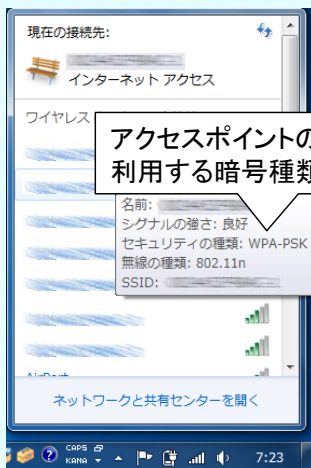 現在の接続先:
インターネット アクセス
ワイヤレス
アクセスポイントの
利用する暗号種類
名前:
シグナルの強さ: 良好
セキュリティの種類: WPA-PSK
無線の種類: 802.11n
SSID:
ネットワークと共有センターを開く
CAPS
KANA
7:23